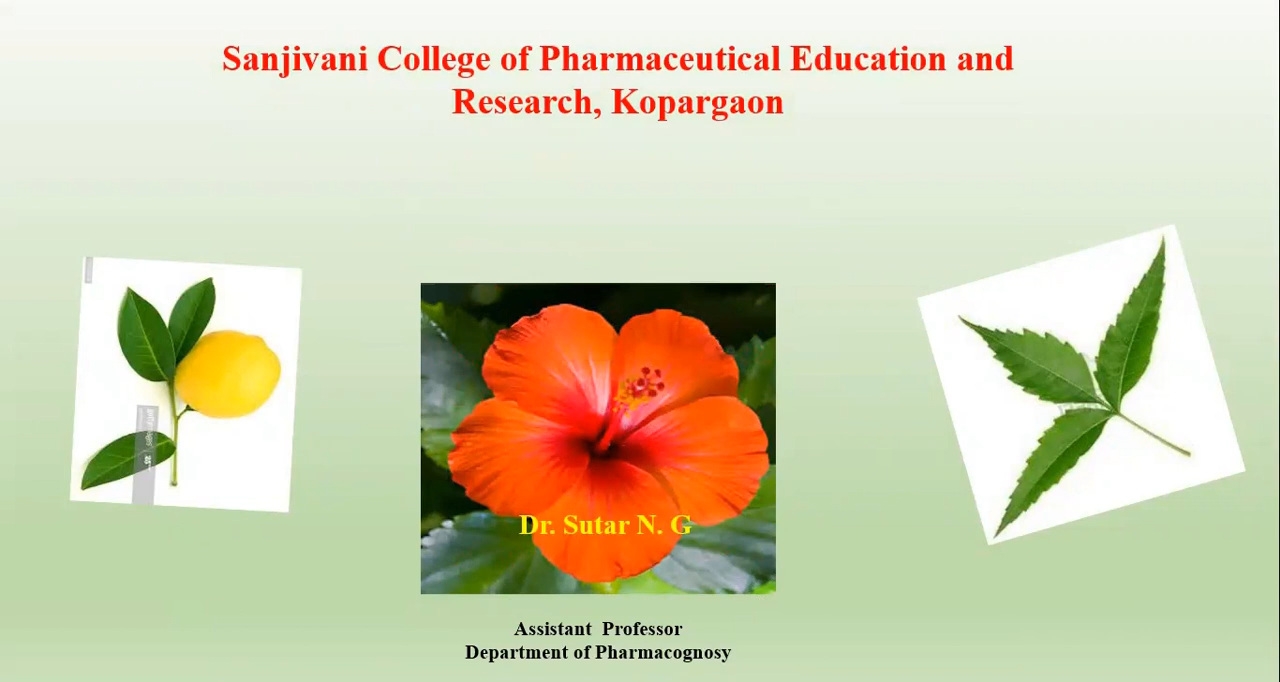 Sanjivani College of Pharmaceutical Education and
Research, Kopargaon
Dr. Sutar N. G
Assistant  Professor
Department of Pharmacognosy